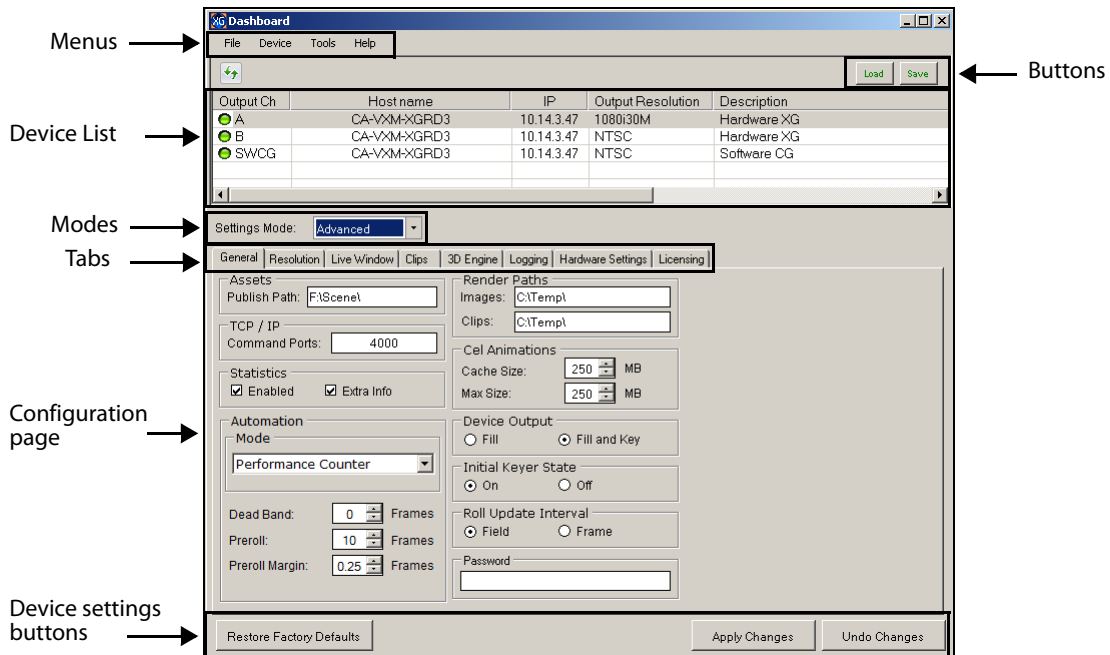 XG Dashboard
Menus
File Device Tools Help
Load Save
Buttons
Output Ch Host name IP Output Resolution Description
A CA-VXM-XGRD3 10.14.3.47 1080i30M Hardware XG
Device List
B CA-VXM-XGRD3 10.14.3.47 NTSC Hardware XG
SWCG CA-VXM-XGRD3 10.14.3.47 NTSC Software CG
Modes
Settings Mode: Advanced
Tabs
General Resolution Live Window Clips 3D Engine Logging Hardware Settings Licensing
Assets
Publish Path: F:\Scene\
TCP / IP
Command Ports: 4000
Statistics
Enabled Extra Info
Configuration
page
Automation
Mode
Performance Counter
Dead Band: 0 Frames
Preroll: 10 Frames
Preroll Margin: 0.25 Frames
Render Paths
Images: C:\Temp\
Clips: C:\Temp\
Cel Animations
Cache Size: 250 MB
Max Size: 250 MB
Device Output
Fill Fill and Key
Initial Keyer State
On Off
Roll Update Interval
Field Frame
Password
Device settings
buttons
Restore Factory Defaults Apply Changes Undo Changes